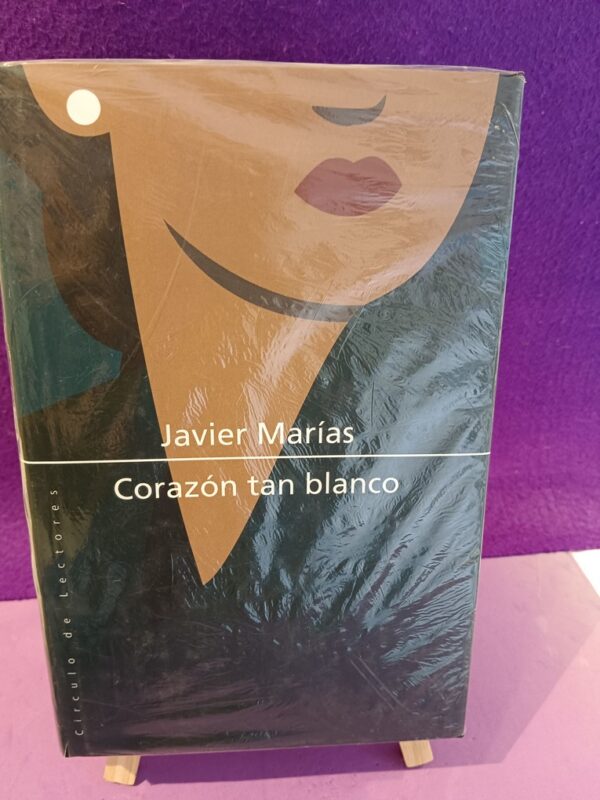 Javier Marías
Corazón tan blanco
Círculo de Lectores